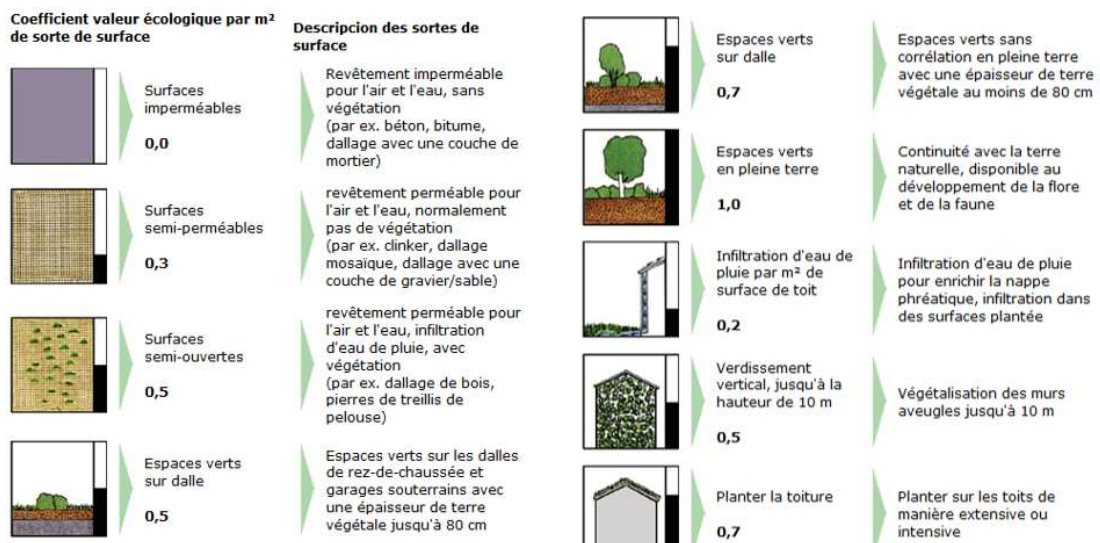 Coefficient valeur écologique par m²
de sorte de surface
Descripcion des sortes de
surface
Surfaces
imperméables
0,0
Revêtement imperméable
pour l'air et l'eau, sans
végétation
(par ex. béton, bitume,
dallage avec une couche de
mortier)
Surfaces
semi-perméables
0,3
revêtement perméable pour
l'air et l'eau, normalement
pas de végétation
(par ex. clinker, dallage
mosaïque, dallage avec une
couche de gravier/sable)
Surfaces
semi-ouvertes
0,5
revêtement perméable pour
l'air et l'eau, infiltration
d'eau de pluie, avec
végétation
(par ex. dallage de bois,
pierres de treillis de
pelouse)
Espaces verts
sur dalle
0,5
Espaces verts sur les dalles
de rez-de-chaussée et
garages souterrains avec
une épaisseur de terre
végétale jusqu'à 80 cm
Espaces verts
sur dalle
0,7
Espaces verts sans
corrélation en pleine terre
avec une épaisseur de terre
végétale au moins de 80 cm
Espaces verts
en pleine terre
1,0
Continuité avec la terre
naturelle, disponible au
développement de la flore
et de la faune
Infiltration d'eau de
pluie par m² de
surface de toit
0,2
Infiltration d'eau de pluie
pour enrichir la nappe
phréatique, infiltration dans
des surfaces plantée
Verdissement
vertical, jusqu'à la
hauteur de 10 m
0,5
Végétalisation des murs
aveugles jusqu'à 10 m
Planter la toiture
0,7
Planter sur les toits de
manière extensive ou
intensive